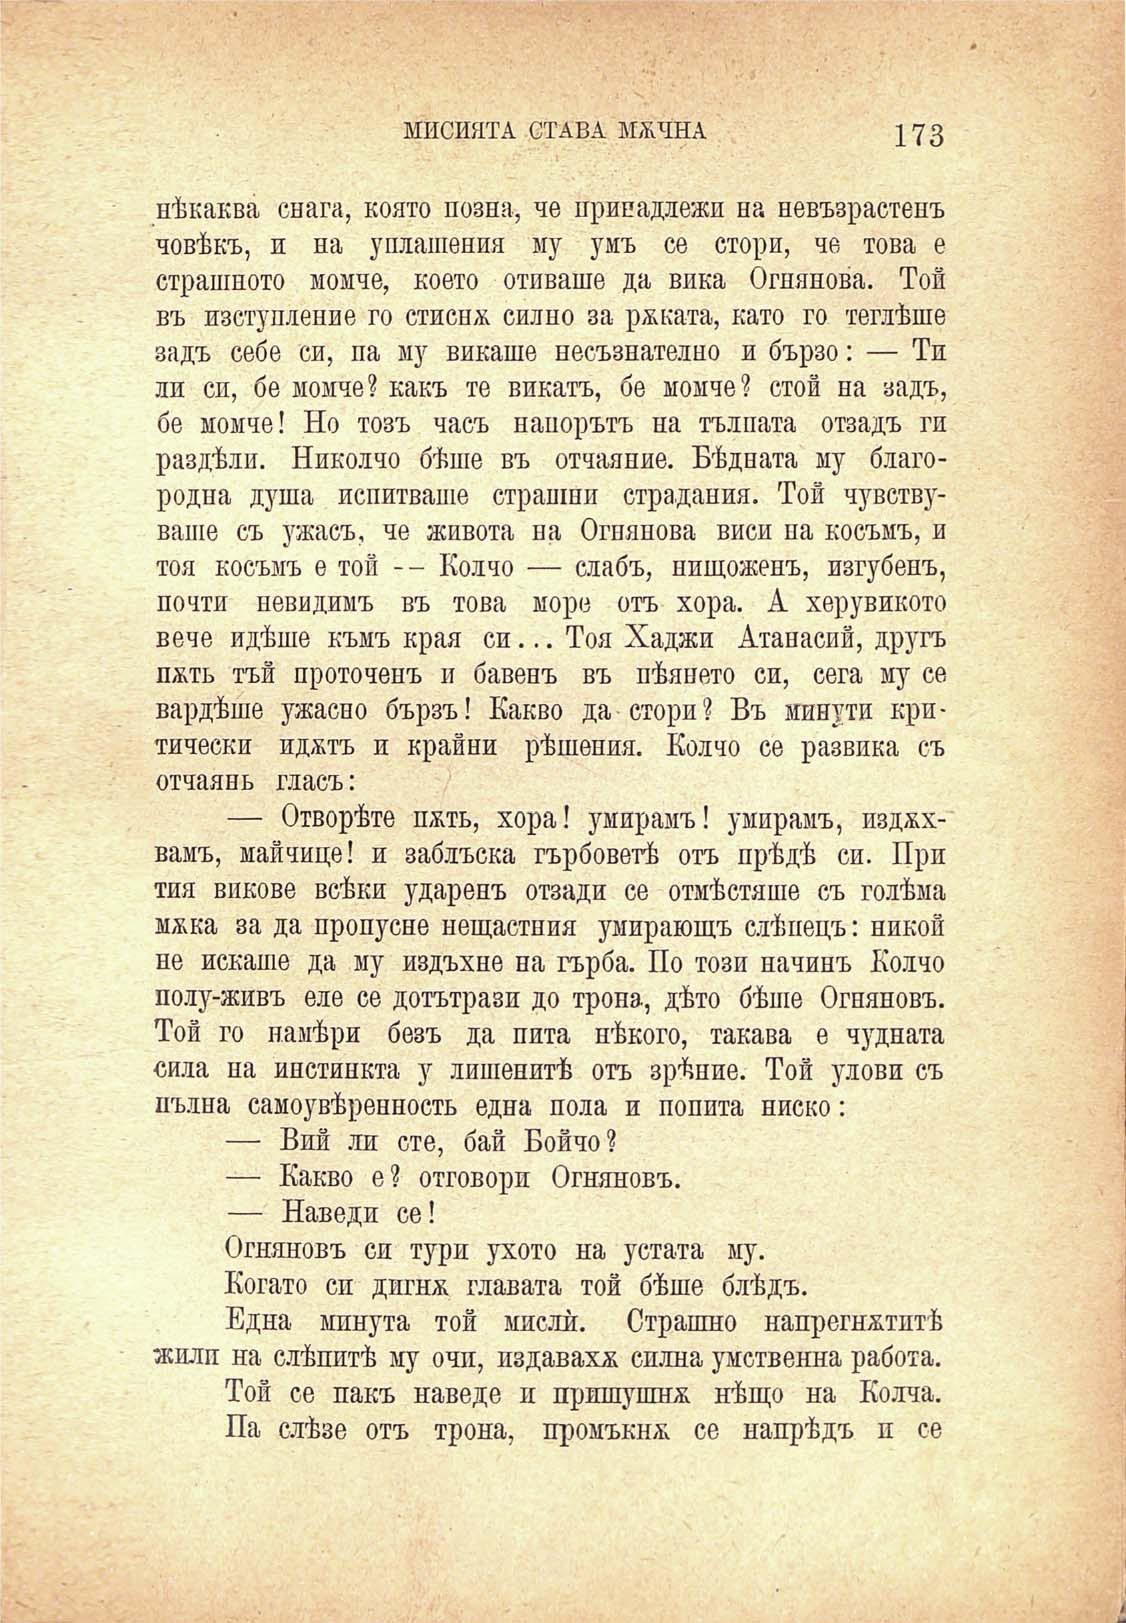 МИСИЯТА СТАВА МѪЧНА 173
нѣкаква снага, която позна, че принадлежи на невъзрастенъ
човѣкъ, и на уплашения му умъ се стори, че това е
страшното момче, което отиваше да вика Огнянова. Той
въ изступление го стиснѫ силно за рѫката, като го теглѣше
задъ себе си, па му викаше несъзнателно и бързо: — Ти
ли си, бе момче? какъ те викатъ, бе момче? стой на задъ,
бе момче! Но тозъ часъ напорътъ на тълпата отзадъ ги
раздѣли. Николчо бѣше въ отчаяние. Бѣдната му благо-
родна душа испитваше страшни страдания. Той чувству-
ваше съ ужасъ, че живота на Огнянова виси на косъмъ, и
тоя косъмъ е той -- Колчо — слабъ, нищоженъ, изгубенъ,
почти невидимъ въ това море отъ хора. А херувикото
вече идѣше къмъ края си... Тоя Хаджи Атанасий, другъ
пѫть тъй проточенъ и бавенъ въ пѣянето си, сега му се
вардѣше ужасно бързъ! Какво да стори? Въ минути кри-
тически идѫтъ и крайни рѣшения. Колчо се развика съ
отчаянь гласъ:
— Отворѣте пѫть, хора! умирамъ! умирамъ, издѫх-
вамъ, майчице! и заблъска гърбоветѣ отъ прѣдѣ си. При
тия викове всѣки ударенъ отзади се отмѣстяше съ голѣма
мѫка за да пропусне нещастния умирающъ слѣпецъ: никой
не искаше да му издъхне на гърба. По този начинъ Колчо
полу-живъ еле се дотътрази до трона, дѣто бѣше Огняновъ.
Той го намѣри безъ да пита нѣкого, такава е чудната
сила на инстинкта у лишенитѣ отъ зрѣние. Той улови съ
пълна самоувѣренность една пола и попита ниско:
— Вий ли сте, бай Бойчо?
— Какво е? отговори Огняновъ.
— Наведи се!
Огняновъ си тури ухото на устата му.
Когато си дигнѫ главата той бѣше блѣдъ.
Една минута той мислѝ. Страшно напрегнѫтитѣ
жили на слѣпитѣ му очи, издавахѫ силна умственна работа.
Той се пакъ наведе и пришушнѫ нѣщо на Колча.
Па слѣзе отъ трона, промъкнѫ се напрѣдъ и се